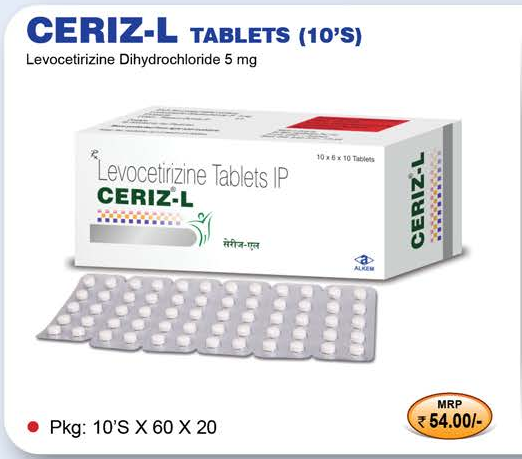 CERIZ-L TABLETS (10'S)
Levocetirizine Dihydrochloride 5 mg
10 x 6 x 10 Tablets
Rx
Levocetirizine Tablets IP
CERIZ®-L
सेरीज-एल
ALKEM
CERIZ®-L
MRP
₹ 54.00/-
Pkg: 10'S X 60 X 20